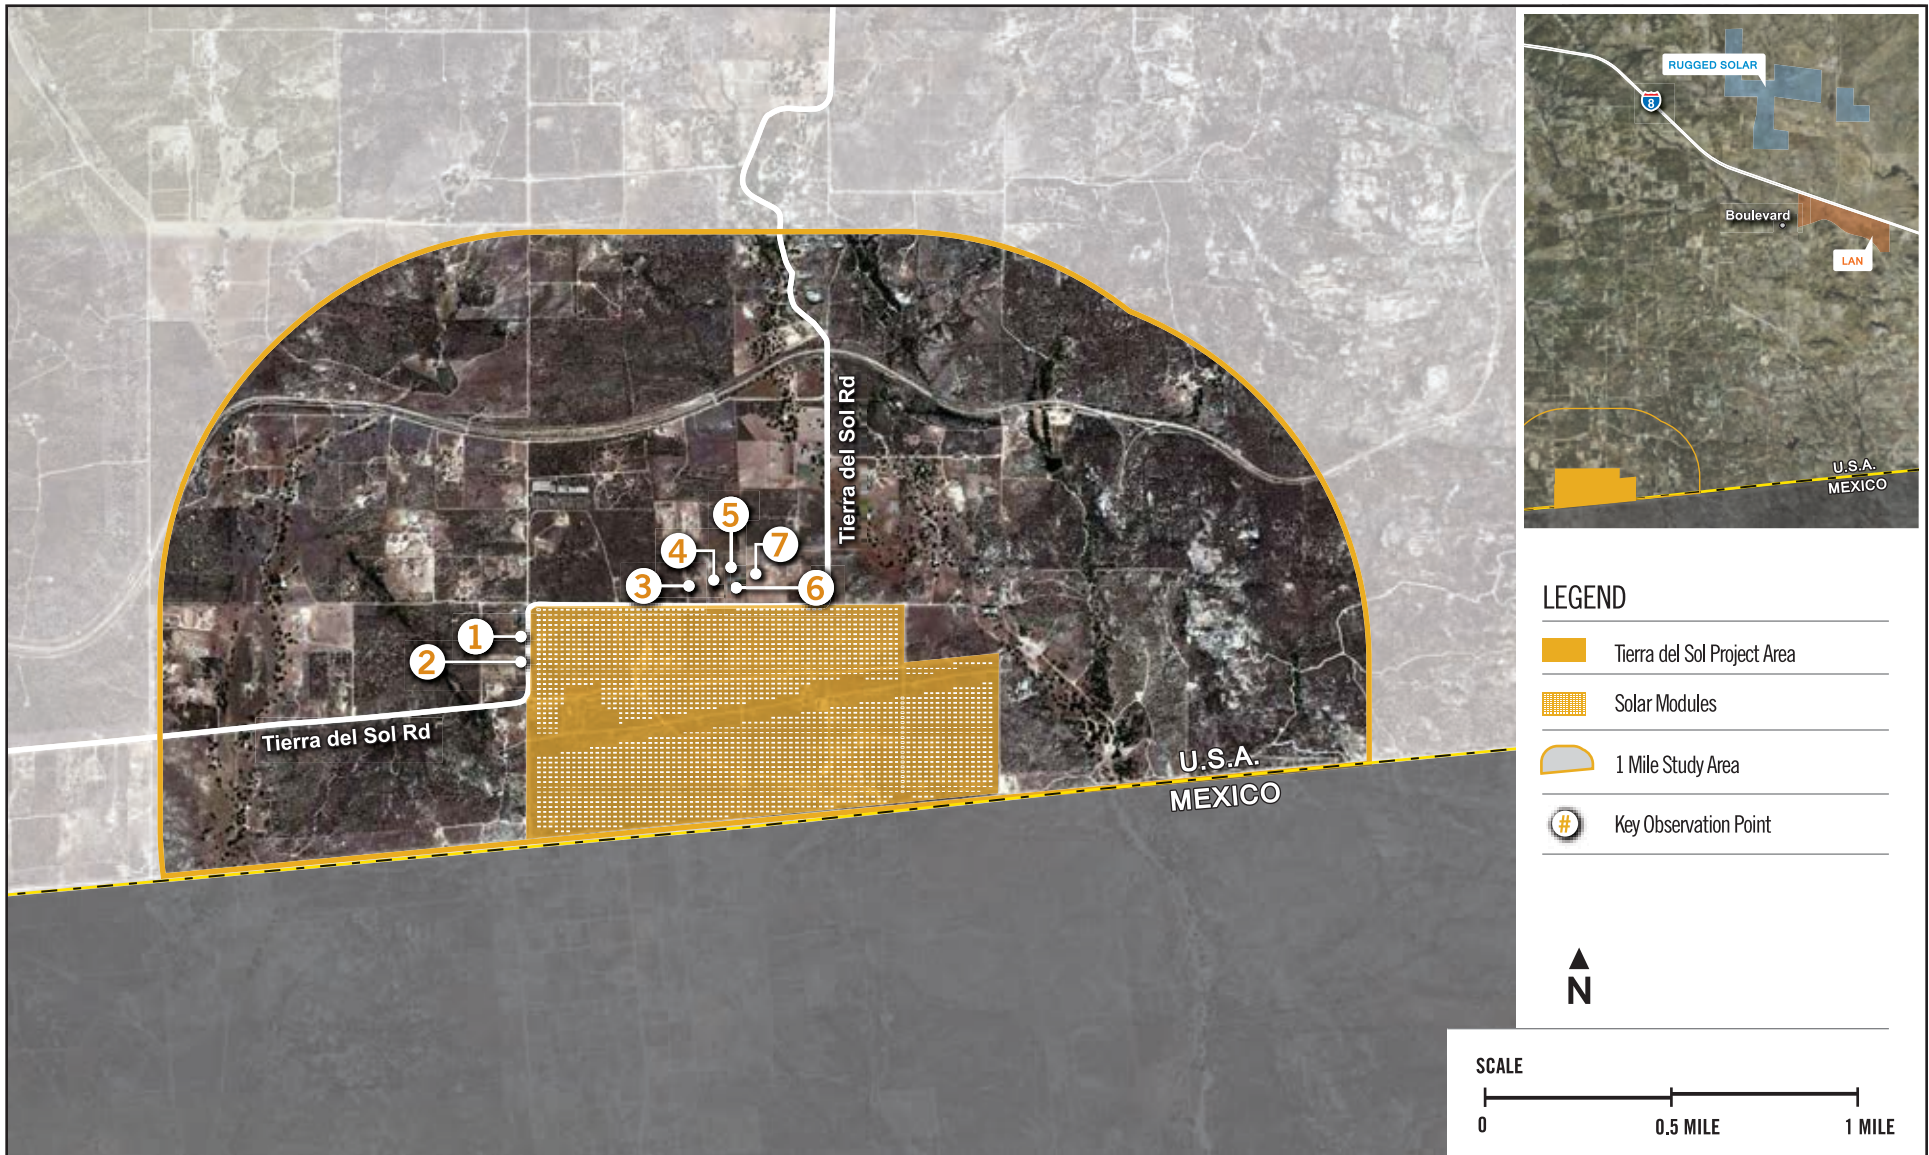 Tierra del Sol Rd
5
4
7
3
6
1
2
Tierra del Sol Rd
U.S.A.
MEXICO
RUGGED SOLAR
8
Boulevard
LAN
U.S.A.
MEXICO
LEGEND
Tierra del Sol Project Area
Solar Modules
1 Mile Study Area
# Key Observation Point
N
SCALE
0 0.5 MILE 1 MILE